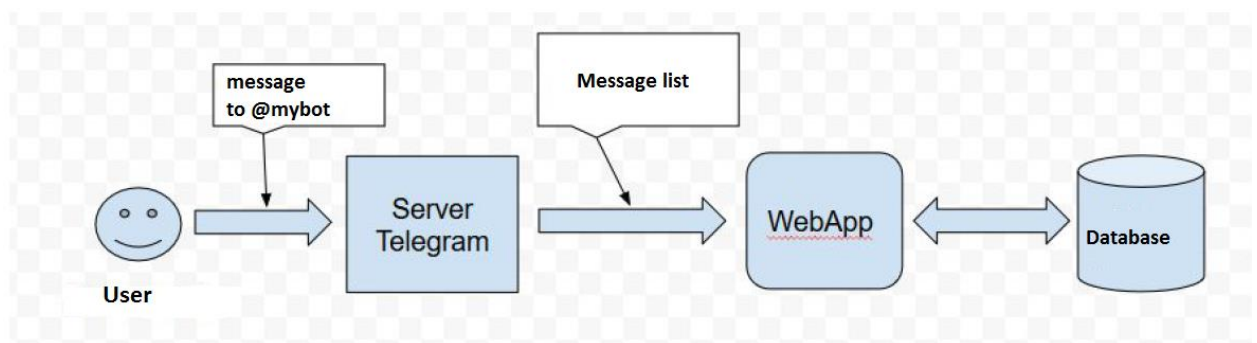 message
to @mybot
Message list
Server
Telegram
WebApp
Database
User